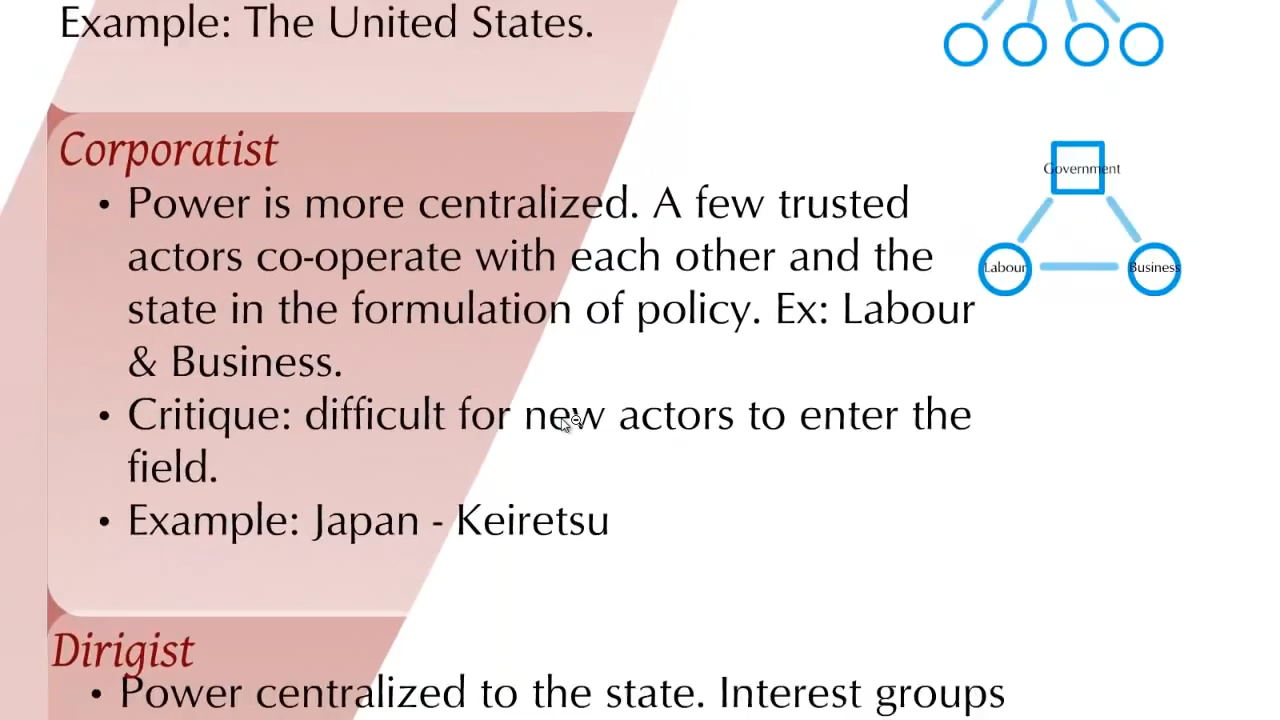 Example: The United States.
Corporatist
• Power is more centralized. A few trusted
actors co-operate with each other and the
state in the formulation of policy. Ex: Labour
& Business.
• Critique: difficult for new actors to enter the
field.
• Example: Japan - Keiretsu
Government
Labour
Business
Dirigist
• Power centralized to the state. Interest groups